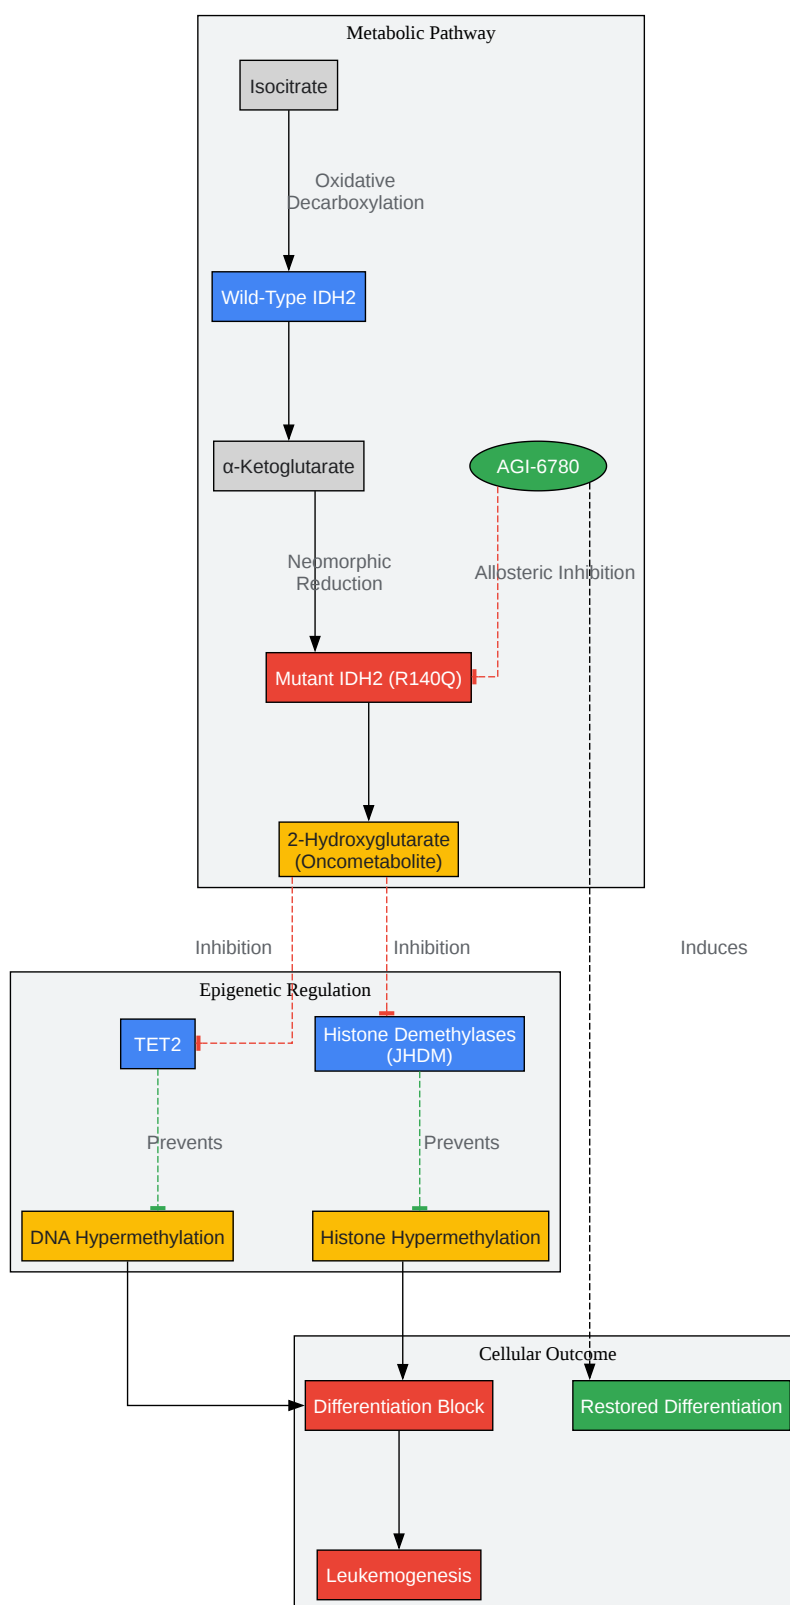 Metabolic Pathway
Isocitrate
Oxidative
Decarboxylation
Wild-Type IDH2
α-Ketoglutarate
AGI-6780
Neomorphic
Reduction
Allosteric Inhibition
Mutant IDH2 (R140Q)
2-Hydroxyglutarate
(Oncometabolite)
Inhibition
Inhibition
Induces
Epigenetic Regulation
TET2
Histone Demethylases
(JHDM)
Prevents
Prevents
DNA Hypermethylation
Histone Hypermethylation
Cellular Outcome
Differentiation Block
Restored Differentiation
Leukemogenesis